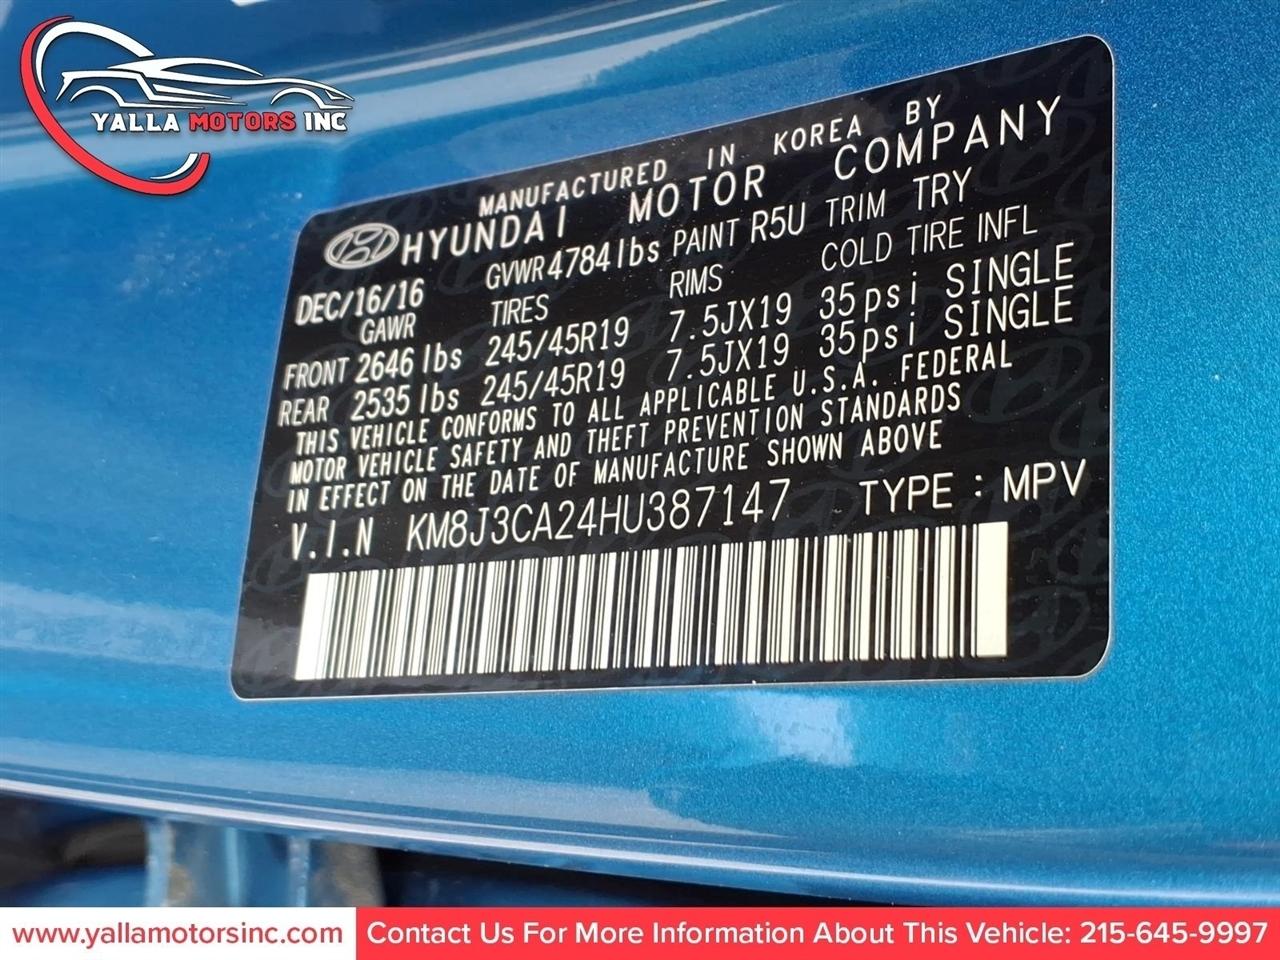 YALLA MOTORS INC
MANUFACTURED IN KOREA BY
HYUNDAI MOTOR COMPANY
DEC/16/16 GVWR 4784 lbs PAINT R5U TRIM TRY
GAWR TIRES RIMS COLD TIRE INFL
FRONT 2646 lbs 245/45R19 7.5JX19 35psi SINGLE
REAR 2535 lbs 245/45R19 7.5JX19 35psi SINGLE
THIS VEHICLE CONFORMS TO ALL APPLICABLE U.S.A. FEDERAL
MOTOR VEHICLE SAFETY AND THEFT PREVENTION STANDARDS
IN EFFECT ON THE DATE OF MANUFACTURE SHOWN ABOVE
V.I.N KM8J3CA24HU387147 TYPE : MPV
www.yallamotorsinc.com Contact Us For More Information About This Vehicle: 215-645-9997